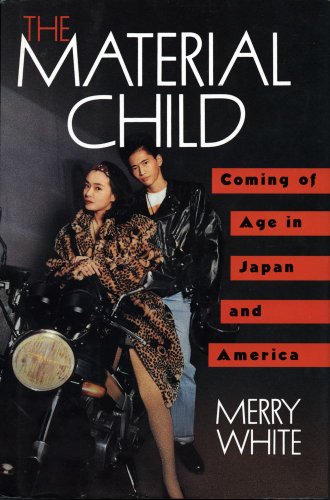 THE
MATERIAL
CHILD
Coming of
Age in
Japan
and
America
MERRY
WHITE